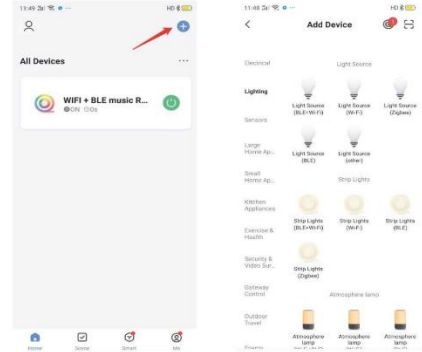 11:49
HD
All Devices
WIFI + BLE music R...
ON
Home
Scene
Smart
Me
11:48
HD
Add Device
Electrical
Lighting
Sensors
Large
Home Ap...
Small
Home Ap...
Kitchen
Appliances
Exercise &
Health
Security &
Video Sur...
Gateway
Control
Outdoor
Travel
Energy
Light Source
Light Source
(BLE+Wi-Fi)
Light Source
(Wi-Fi)
Light Source
(Zigbee)
Light Source
(BLE)
Light Source
(other)
Strip Lights
Strip Lights
(BLE+Wi-Fi)
Strip Lights
(Wi-Fi)
Strip Lights
(BLE)
Strip Lights
(Zigbee)
Atmosphere lamp
Atmosphere
lamp
Atmosphere
lamp
Atmosphere
lamp